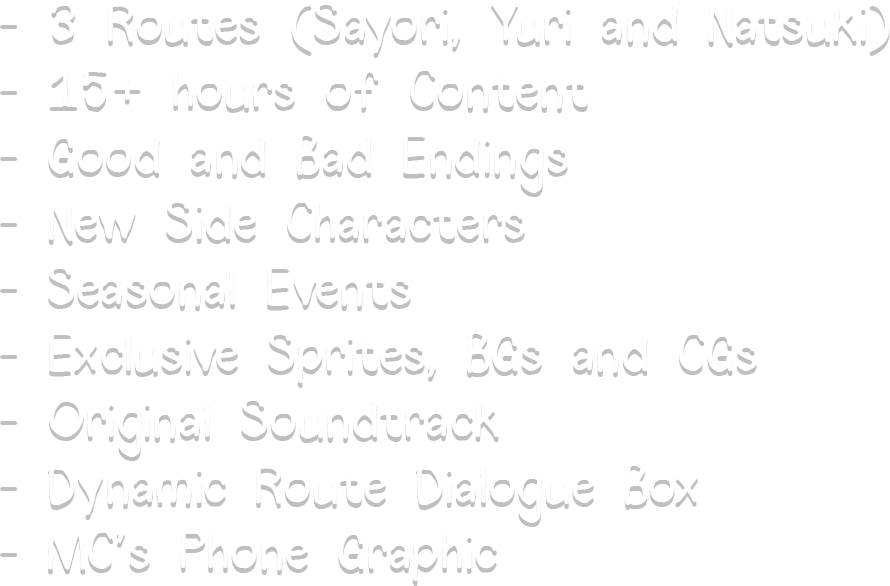 - 3 Routes (Sayori, Yuri and Natsuki)
- 15+ hours of Content
- Good and Bad Endings
- New Side Characters
- Seasonal Events
- Exclusive Sprites, BGs and CGs
- Original Soundtrack
- Dynamic Route Dialogue Box
- MC's Phone Graphic